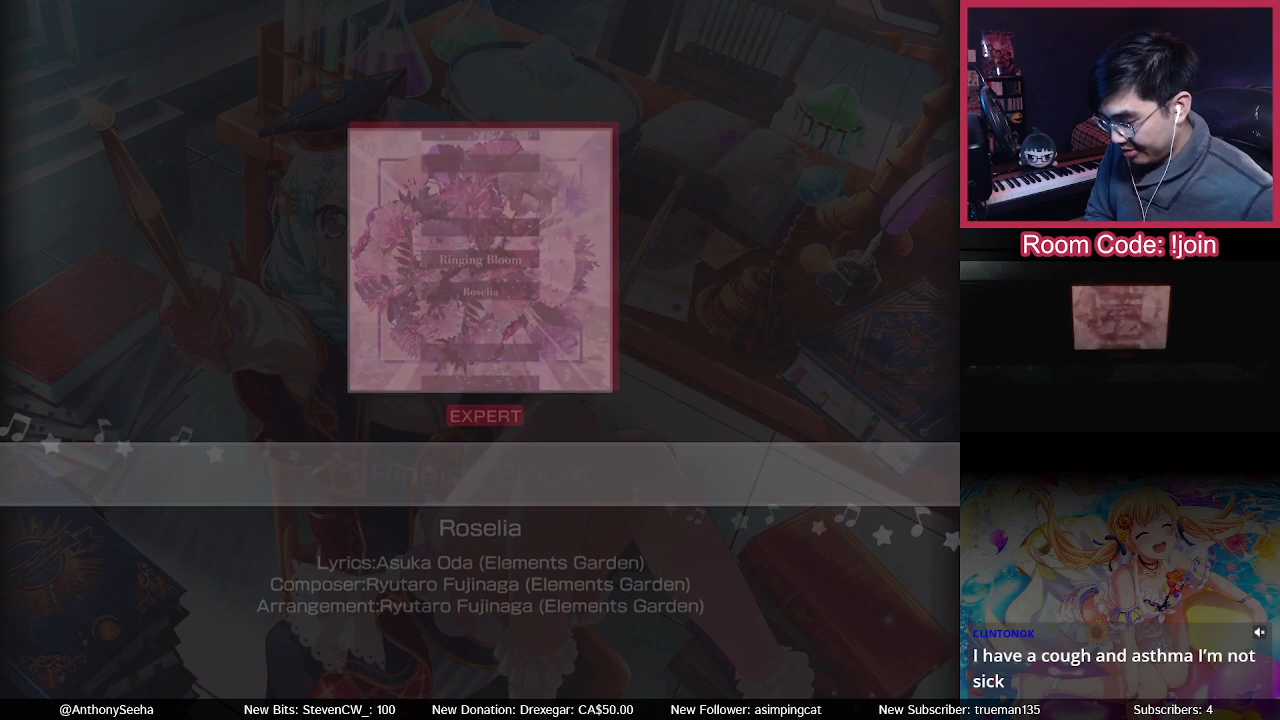 Ringing Bloom
Roselia
EXPERT
Ringing Bloom
Roselia
Lyrics:Asuka Oda (Elements Garden)
Composer:Ryutaro Fujinaga (Elements Garden)
Arrangement:Ryutaro Fujinaga (Elements Garden)
Room Code: !join
CLINTONOK
I have a cough and asthma I’m not
sick
@AnthonySeeha
New Bits: StevenCW_: 100
New Donation: Drexegar: CA$50.00
New Follower: asimpingcat
New Subscriber: trueman135
Subscribers: 4